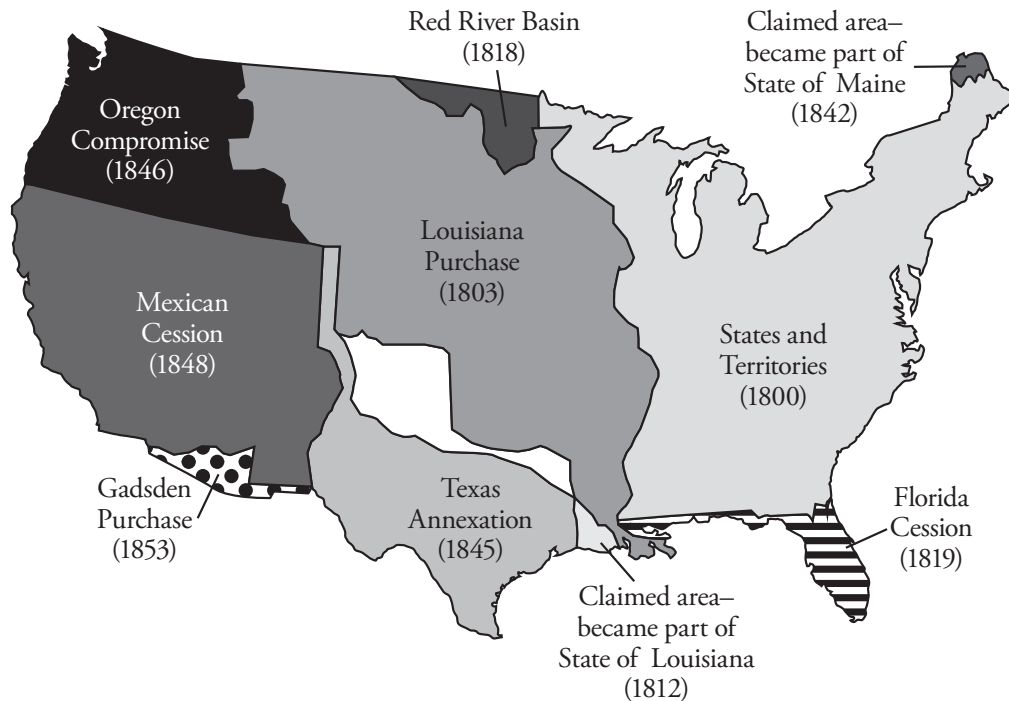 Red River Basin
(1818)
Claimed area–
became part of
State of Maine
(1842)
Oregon
Compromise
(1846)
Louisiana
Purchase
(1803)
Mexican
Cession
(1848)
States and
Territories
(1800)
Gadsden
Purchase
(1853)
Texas
Annexation
(1845)
Florida
Cession
(1819)
Claimed area–
became part of
State of Louisiana
(1812)